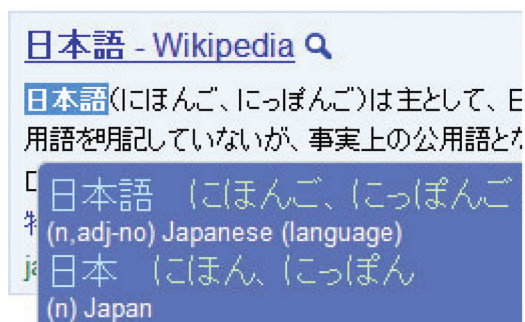 日本語 - Wikipedia
日本語(にほんご、にっぽんご)は主として、
用語を明記していないが、事実上の公用語と
日本語 にほんご、にっぽんご
(n,adj-no) Japanese (language)
日本 にほん、にっぽん
(n) Japan